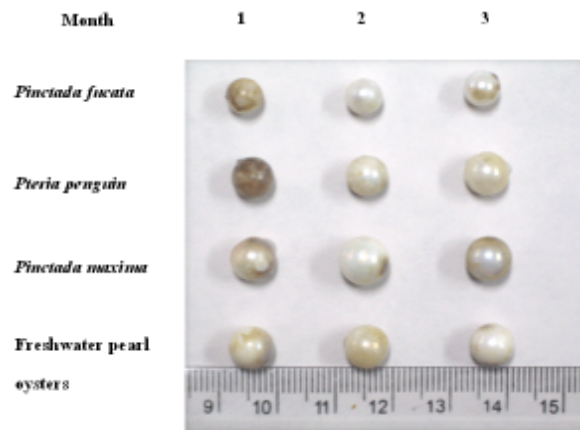 Month 1 2 3
Pinctada fucata
Pteria penguin
Pinctada maxima
Freshwater pearl
oysters
9 10 11 12 13 14 15